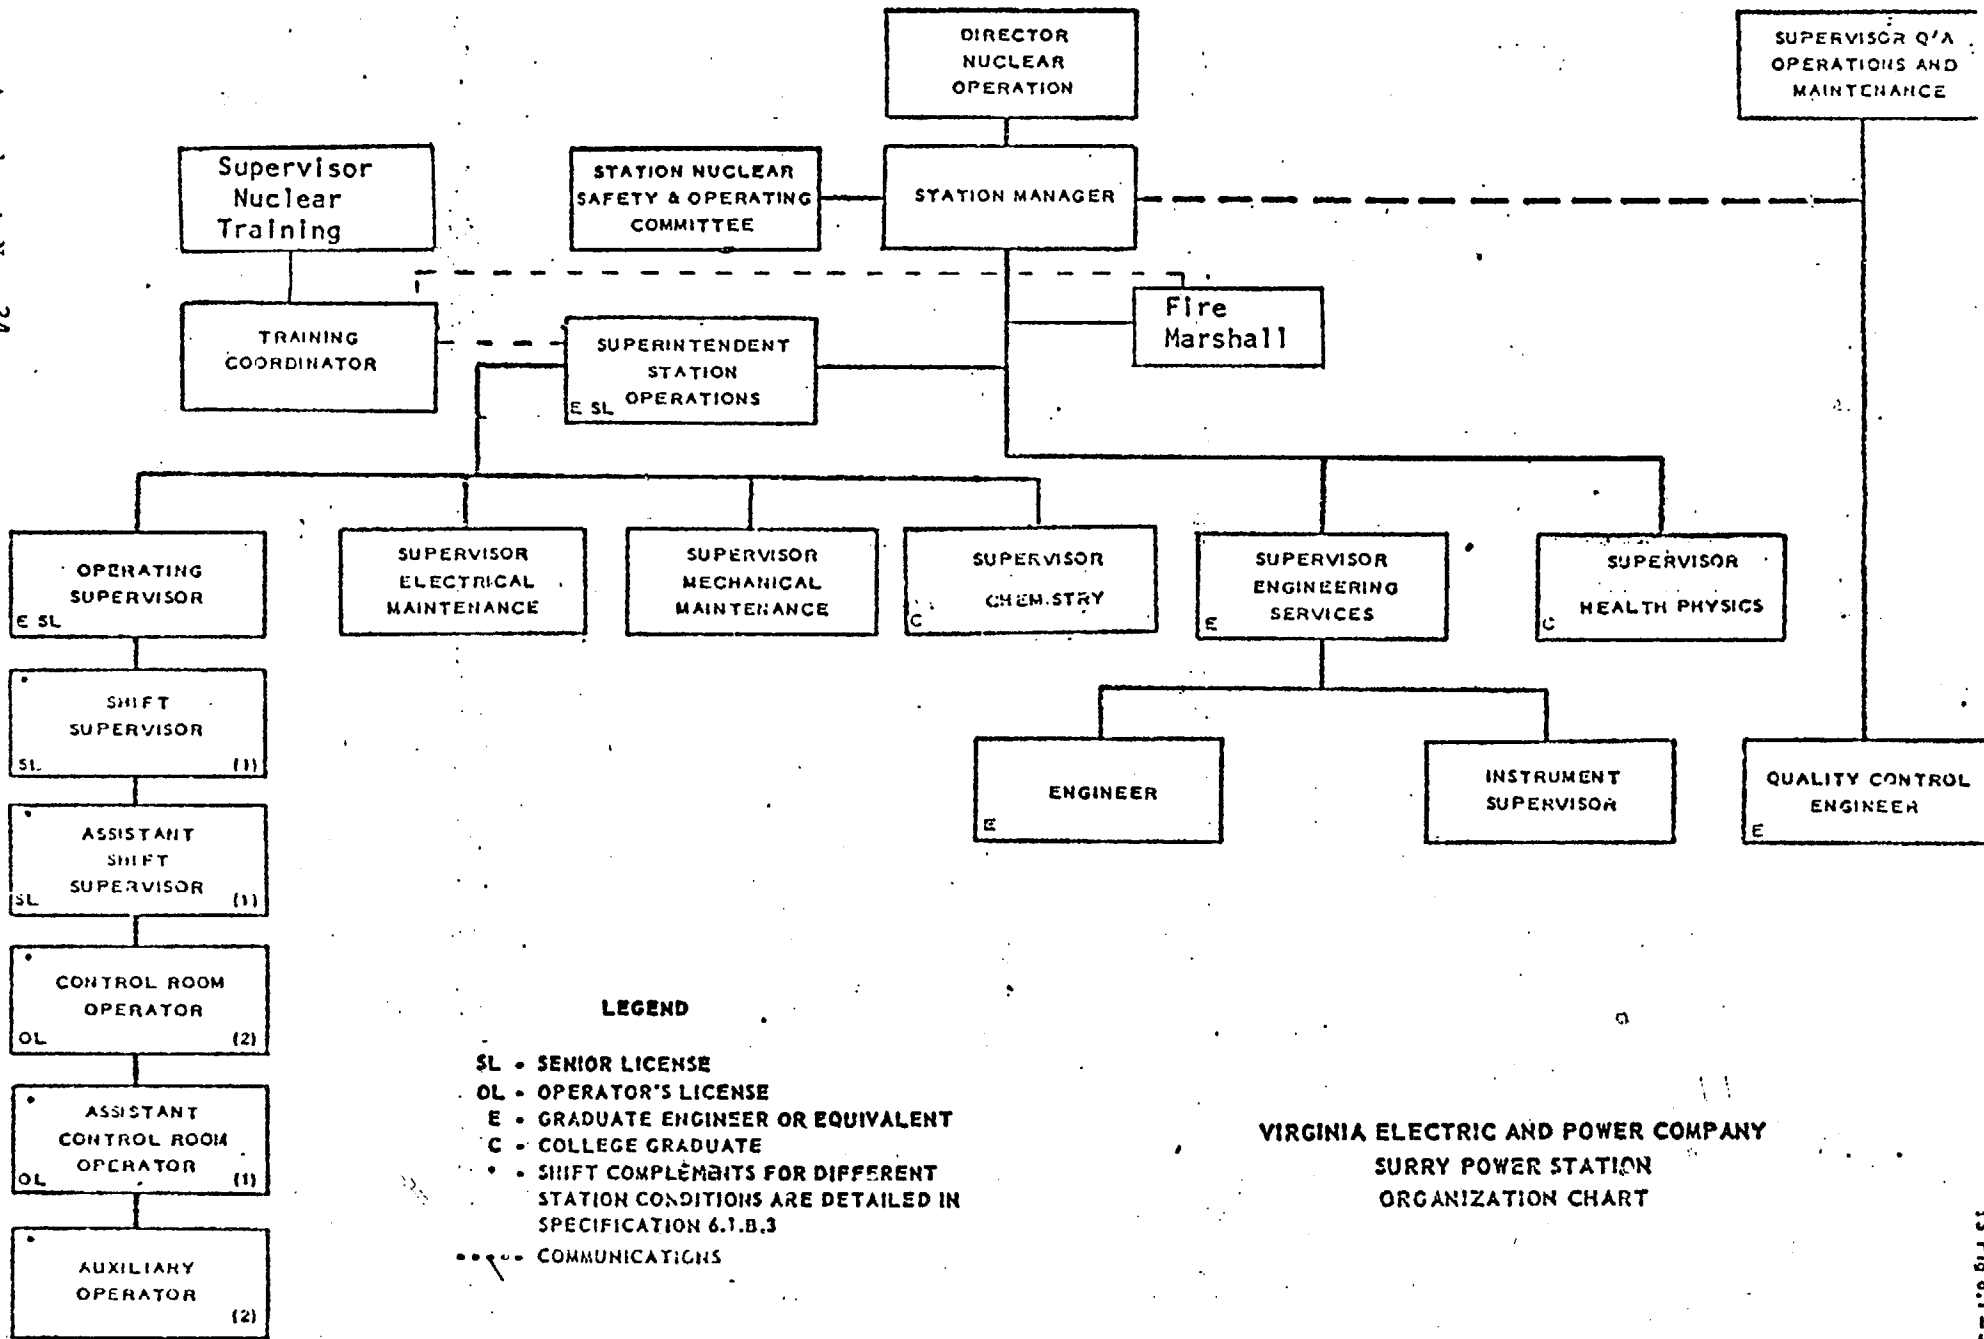 DIRECTOR
NUCLEAR
OPERATION
SUPERVISOR Q'A
OPERATIONS AND
MAINTENANCE
Supervisor
Nuclear
Training
STATION NUCLEAR
SAFETY & OPERATING
COMMITTEE
STATION MANAGER
TRAINING
COORDINATOR
SUPERINTENDENT
STATION
OPERATIONS
E SL
Fire
Marshall
OPERATING
SUPERVISOR
E SL
SUPERVISOR
ELECTRICAL
MAINTENANCE
SUPERVISOR
MECHANICAL
MAINTENANCE
SUPERVISOR
CHEM.STRY
C
SUPERVISOR
ENGINEERING
SERVICES
E
SUPERVISOR
HEALTH PHYSICS
C
• SHIFT
SUPERVISOR
SL (1)
ENGINEER
E
INSTRUMENT
SUPERVISOR
QUALITY CONTROL
ENGINEER
E
• ASSISTANT
SHIFT
SUPERVISOR
SL (1)
• CONTROL ROOM
OPERATOR
OL (2)
• ASSISTANT
CONTROL ROOM
OPERATOR
OL (1)
• AUXILIARY
OPERATOR
(2)
LEGEND
SL - SENIOR LICENSE
OL - OPERATOR'S LICENSE
E - GRADUATE ENGINEER OR EQUIVALENT
C - COLLEGE GRADUATE
• - SHIFT COMPLEMENTS FOR DIFFERENT
STATION CONDITIONS ARE DETAILED IN
SPECIFICATION 6.1.B.3
----- COMMUNICATIONS
VIRGINIA ELECTRIC AND POWER COMPANY
SURRY POWER STATION
ORGANIZATION CHART